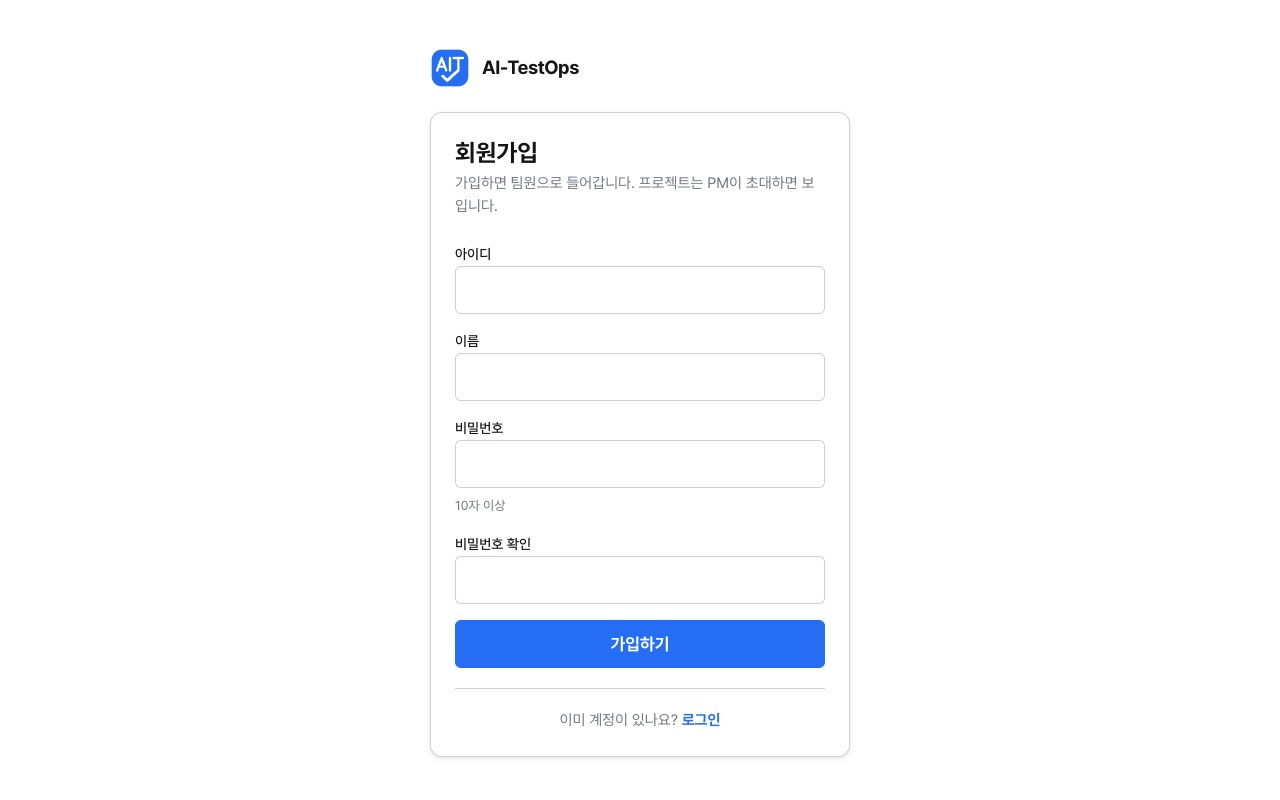 AIT
AI-TestOps
회원가입
가입하면 팀원으로 들어갑니다. 프로젝트는 PM이 초대하면 보
입니다.
아이디
이름
비밀번호
10자 이상
비밀번호 확인
가입하기
이미 계정이 있나요? 로그인